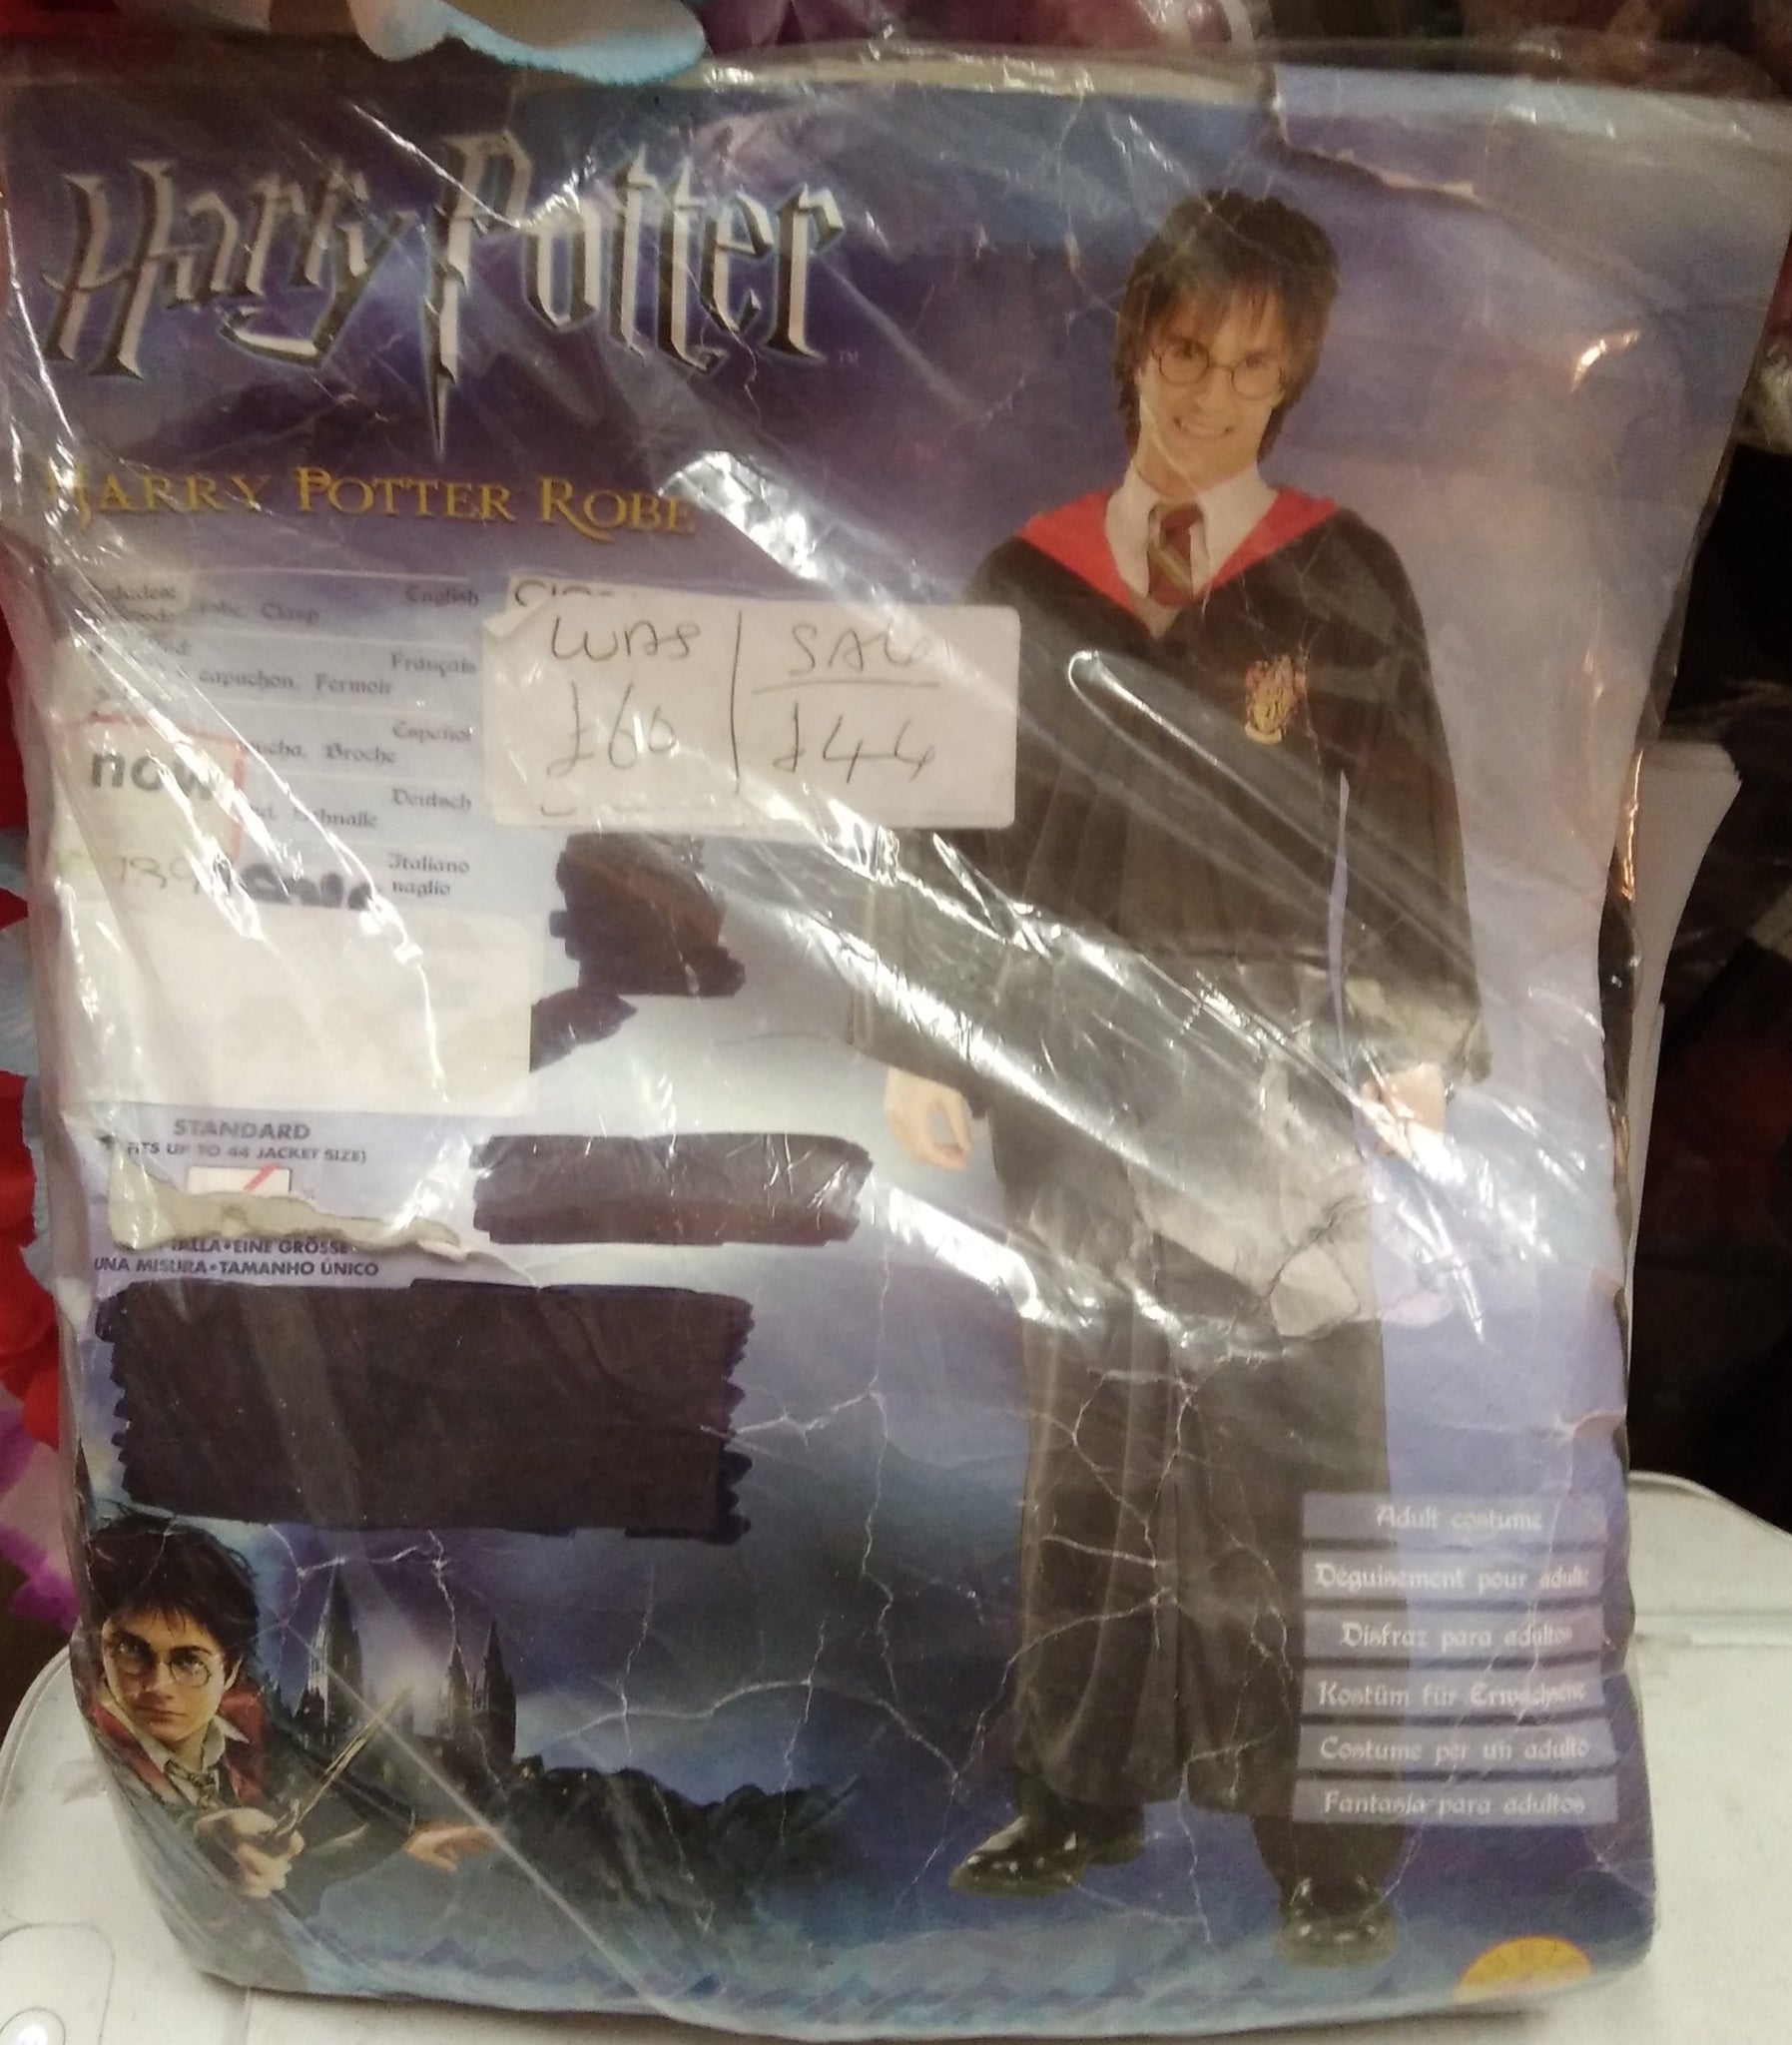 Harry Potter™
HARRY POTTER ROBE
English
robe, Clasp
Français
capuchon, Fermoir
Español
Broche
Deutsch
Schnalle
Italiano
now
WAS | SALE
£60 | £44
STANDARD
FITS UP TO 44 JACKET SIZE)
TALLA•EINE GRÖSSE
UNA MISURA•TAMANHO ÚNICO
Adult costume
Déguisement pour adulte
Disfraz para adultos
Kostüm für Erwachsene
Costume per un adulto
Fantasia para adultos